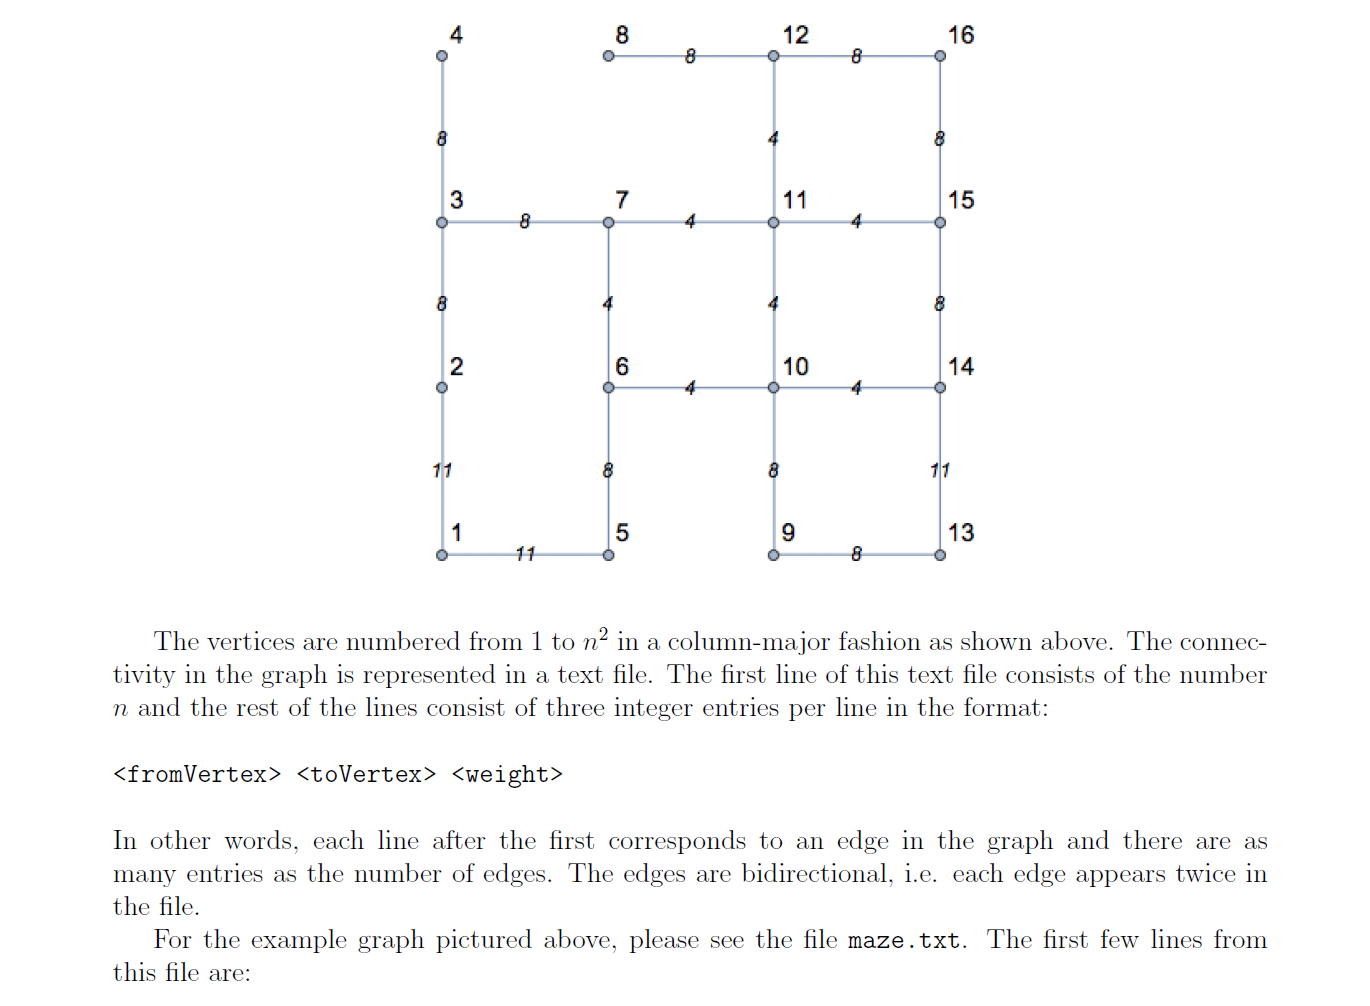 4 8 12 16
8 8
8 4 8
3 7 11 15
8 4 4
8 4 4 8
2 6 10 14
4 4
11 8 8 11
1 5 9 13
11 8
The vertices are numbered from 1 to n² in a column-major fashion as shown above. The connec-
tivity in the graph is represented in a text file. The first line of this text file consists of the number
n and the rest of the lines consist of three integer entries per line in the format:
<fromVertex> <toVertex> <weight>
In other words, each line after the first corresponds to an edge in the graph and there are as
many entries as the number of edges. The edges are bidirectional, i.e. each edge appears twice in
the file.
For the example graph pictured above, please see the file maze.txt. The first few lines from
this file are: